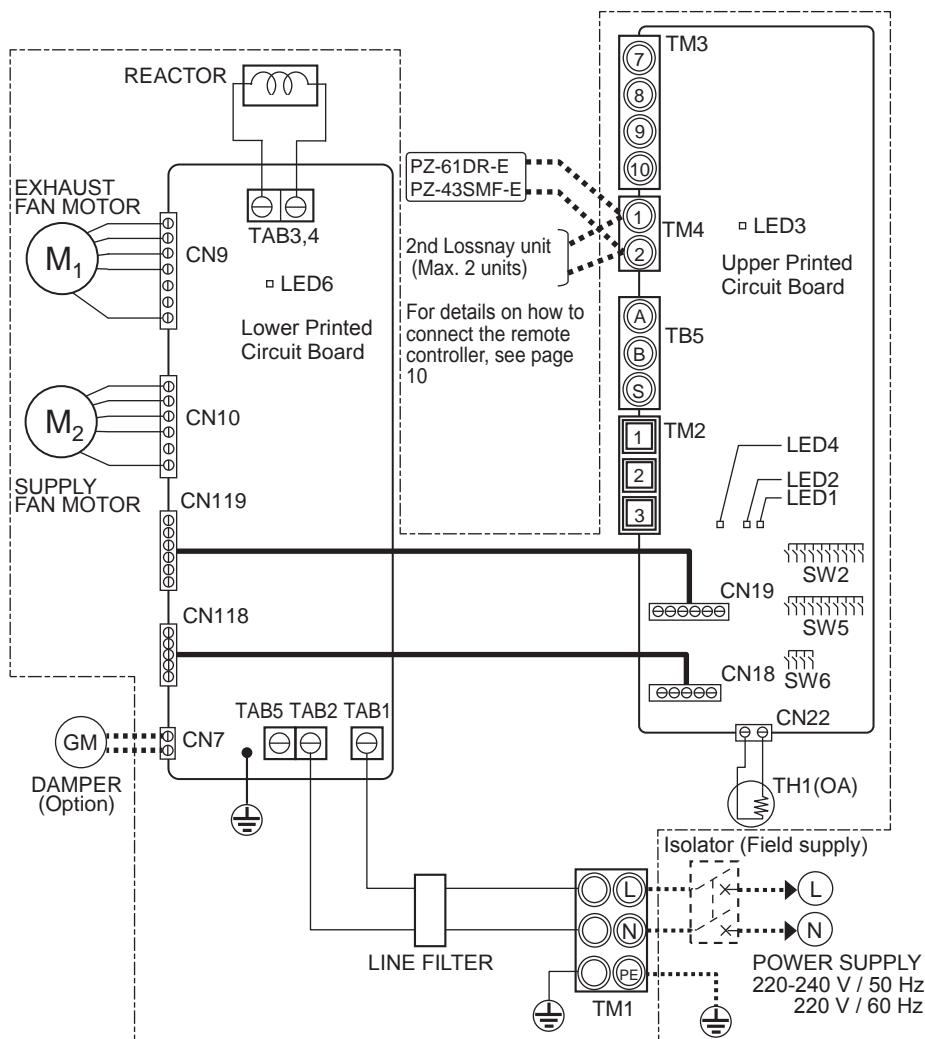 REACTOR
EXHAUST
FAN MOTOR
M1
CN9
TAB3,4
LED6
Lower Printed
Circuit Board
M2
CN10
SUPPLY
FAN MOTOR
CN119
CN118
TAB5 TAB2 TAB1
GM
CN7
DAMPER
(Option)
PZ-61DR-E
PZ-43SMF-E
2nd Lossnay unit
(Max. 2 units)
For details on how to
connect the remote
controller, see page
10
TM3
7
8
9
10
1
2
TM4
LED3
Upper Printed
Circuit Board
A
B
S
TB5
TM2
1
2
3
LED4
LED2
LED1
SW2
CN19
SW5
CN18
SW6
CN22
TH1(OA)
Isolator (Field supply)
L
L
N
N
PE
LINE FILTER
TM1
POWER SUPPLY
220-240 V / 50 Hz
220 V / 60 Hz